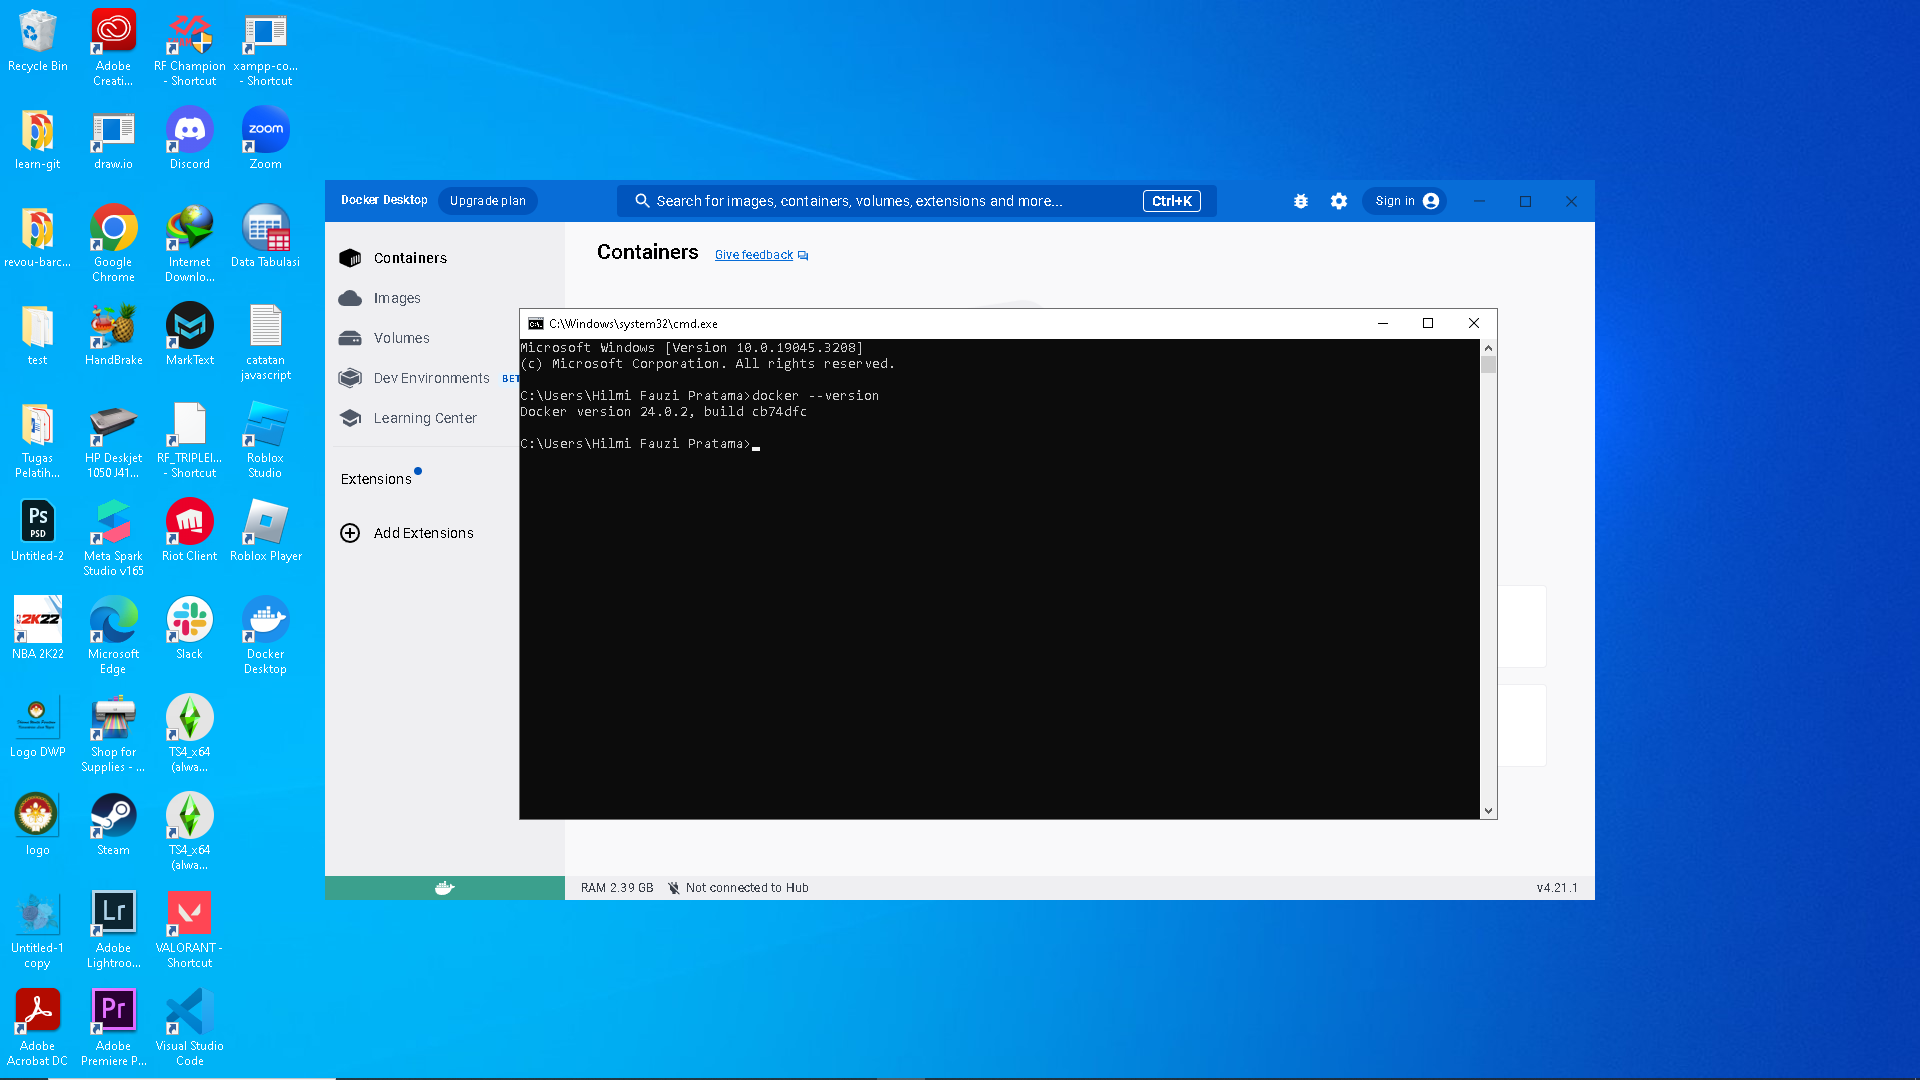 Recycle Bin
Adobe
Creati...
RF Champion
- Shortcut
xampp-co...
- Shortcut
learn-git
draw.io
Discord
zoom
Zoom
revou-barc...
Google
Chrome
Internet
Downlo...
Data Tabulasi
test
HandBrake
MarkText
catatan
javascript
Tugas
Pelatih...
HP Deskjet
1050 J41...
RF_TRIPLEI...
- Shortcut
Roblox
Studio
Ps
PSD
Untitled-2
Meta Spark
Studio v165
Riot Client
Roblox Player
2K22
NBA 2K22
Microsoft
Edge
Slack
Docker
Desktop
Logo DWP
Shop for
Supplies - ...
TS4_x64
(alwa...
logo
Steam
TS4_x64
(alwa...
Untitled-1
copy
Lr
Adobe
Lightroo...
VALORANT -
Shortcut
Adobe
Acrobat DC
Pr
Adobe
Premiere P...
Visual Studio
Code
Docker Desktop
Upgrade plan
Search for images, containers, volumes, extensions and more...
Ctrl+K
Sign in
Containers
Images
Volumes
Dev Environments
BET
Learning Center
Extensions
Add Extensions
Containers
Give feedback
C:\Windows\system32\cmd.exe
Microsoft Windows [Version 10.0.19045.3208]
(c) Microsoft Corporation. All rights reserved.
C:\Users\Hilmi Fauzi Pratama>docker --version
Docker version 24.0.2, build cb74dfc
C:\Users\Hilmi Fauzi Pratama>
RAM 2.39 GB
Not connected to Hub
v4.21.1